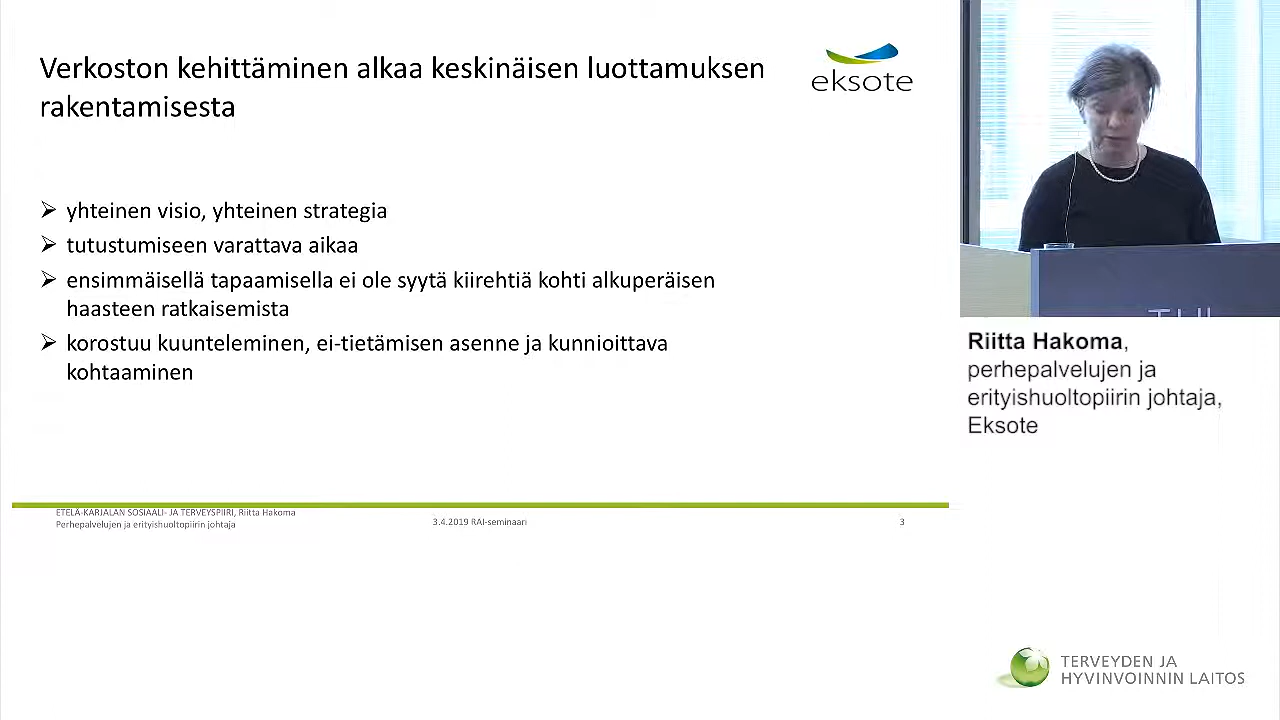 Verkoston kehittäminen alkaa keskinäisen luottamuksen
rakentamisesta
eksote
➢ yhteinen visio, yhteinen strategia
➢ tutustumiseen varattava aikaa
➢ ensimmäisellä tapaamisella ei ole syytä kiirehtiä kohti alkuperäisen
haasteen ratkaisemista
➢ korostuu kuunteleminen, ei-tietämisen asenne ja kunnioittava
kohtaaminen
ETELÄ-KARJALAN SOSIAALI- JA TERVEYSPIIRI, Riitta Hakoma
Perhepalvelujen ja erityishuoltopiirin johtaja
3.4.2019 RAI-seminaari
3
THL
Riitta Hakoma,
perhepalvelujen ja
erityishuoltopiirin johtaja,
Eksote
TERVEYDEN JA
HYVINVOINNIN LAITOS